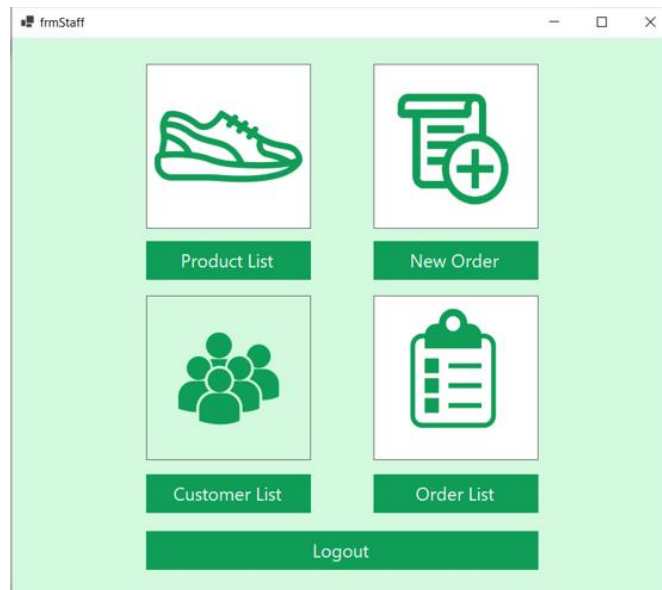 frmStaff
Product List
New Order
Customer List
Order List
Logout